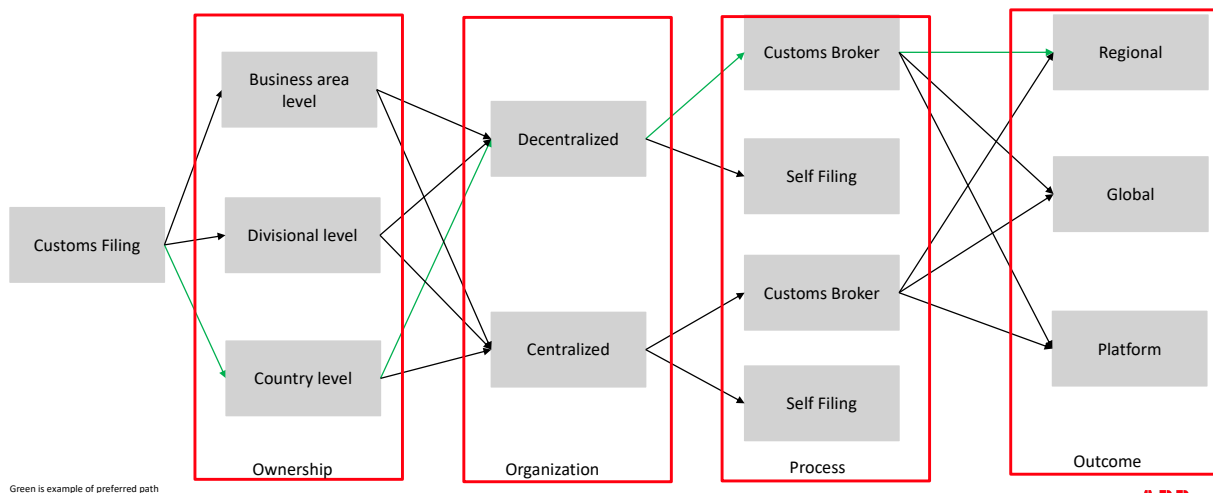 Customs Filing
Business area
level
Divisional level
Country level
Ownership
Decentralized
Centralized
Organization
Customs Broker
Self Filing
Customs Broker
Self Filing
Process
Regional
Global
Platform
Outcome
Green is example of preferred path